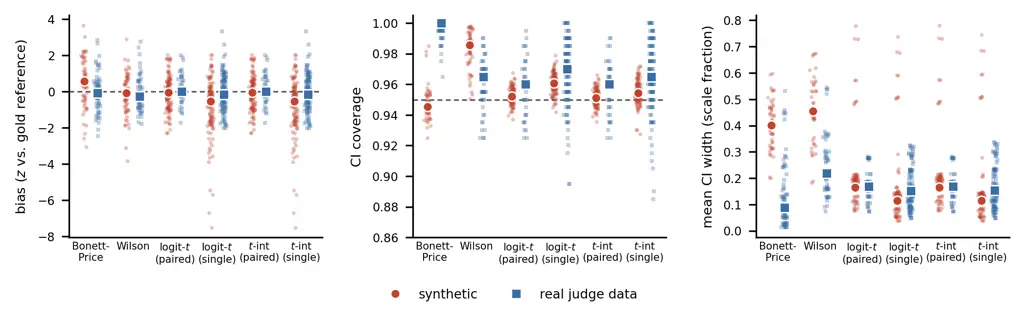 bias (z vs. gold reference)
4
2
0
−2
−4
−6
−8
Bonett-
Price
Wilson
logit-t
(paired)
logit-t
(single)
t-int
(paired)
t-int
(single)
CI coverage
1.00
0.98
0.96
0.94
0.92
0.90
0.88
0.86
Bonett-
Price
Wilson
logit-t
(paired)
logit-t
(single)
t-int
(paired)
t-int
(single)
mean CI width (scale fraction)
0.8
0.7
0.6
0.5
0.4
0.3
0.2
0.1
0.0
Bonett-
Price
Wilson
logit-t
(paired)
logit-t
(single)
t-int
(paired)
t-int
(single)
synthetic
real judge data